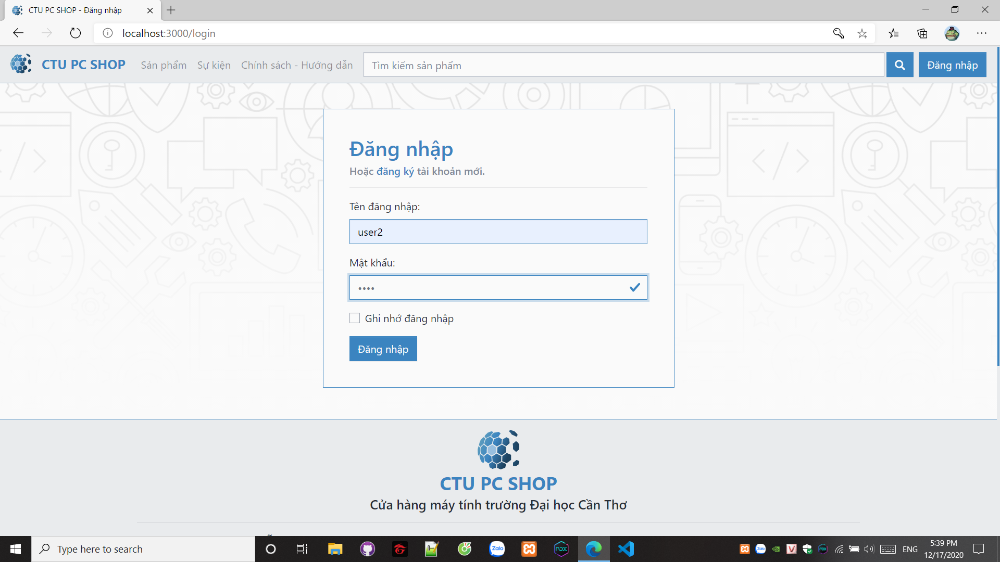 CTU PC SHOP - Đăng nhập
localhost:3000/login
CTU PC SHOP
Sản phẩm
Sự kiện
Chính sách - Hướng dẫn
Tìm kiếm sản phẩm
Đăng nhập
Đăng nhập
Hoặc đăng ký tài khoản mới.
Tên đăng nhập:
user2
Mật khẩu:
••••
Ghi nhớ đăng nhập
Đăng nhập
CTU PC SHOP
Cửa hàng máy tính trường Đại học Cần Thơ
Type here to search
Zalo
nox
ENG
5:39 PM
12/17/2020